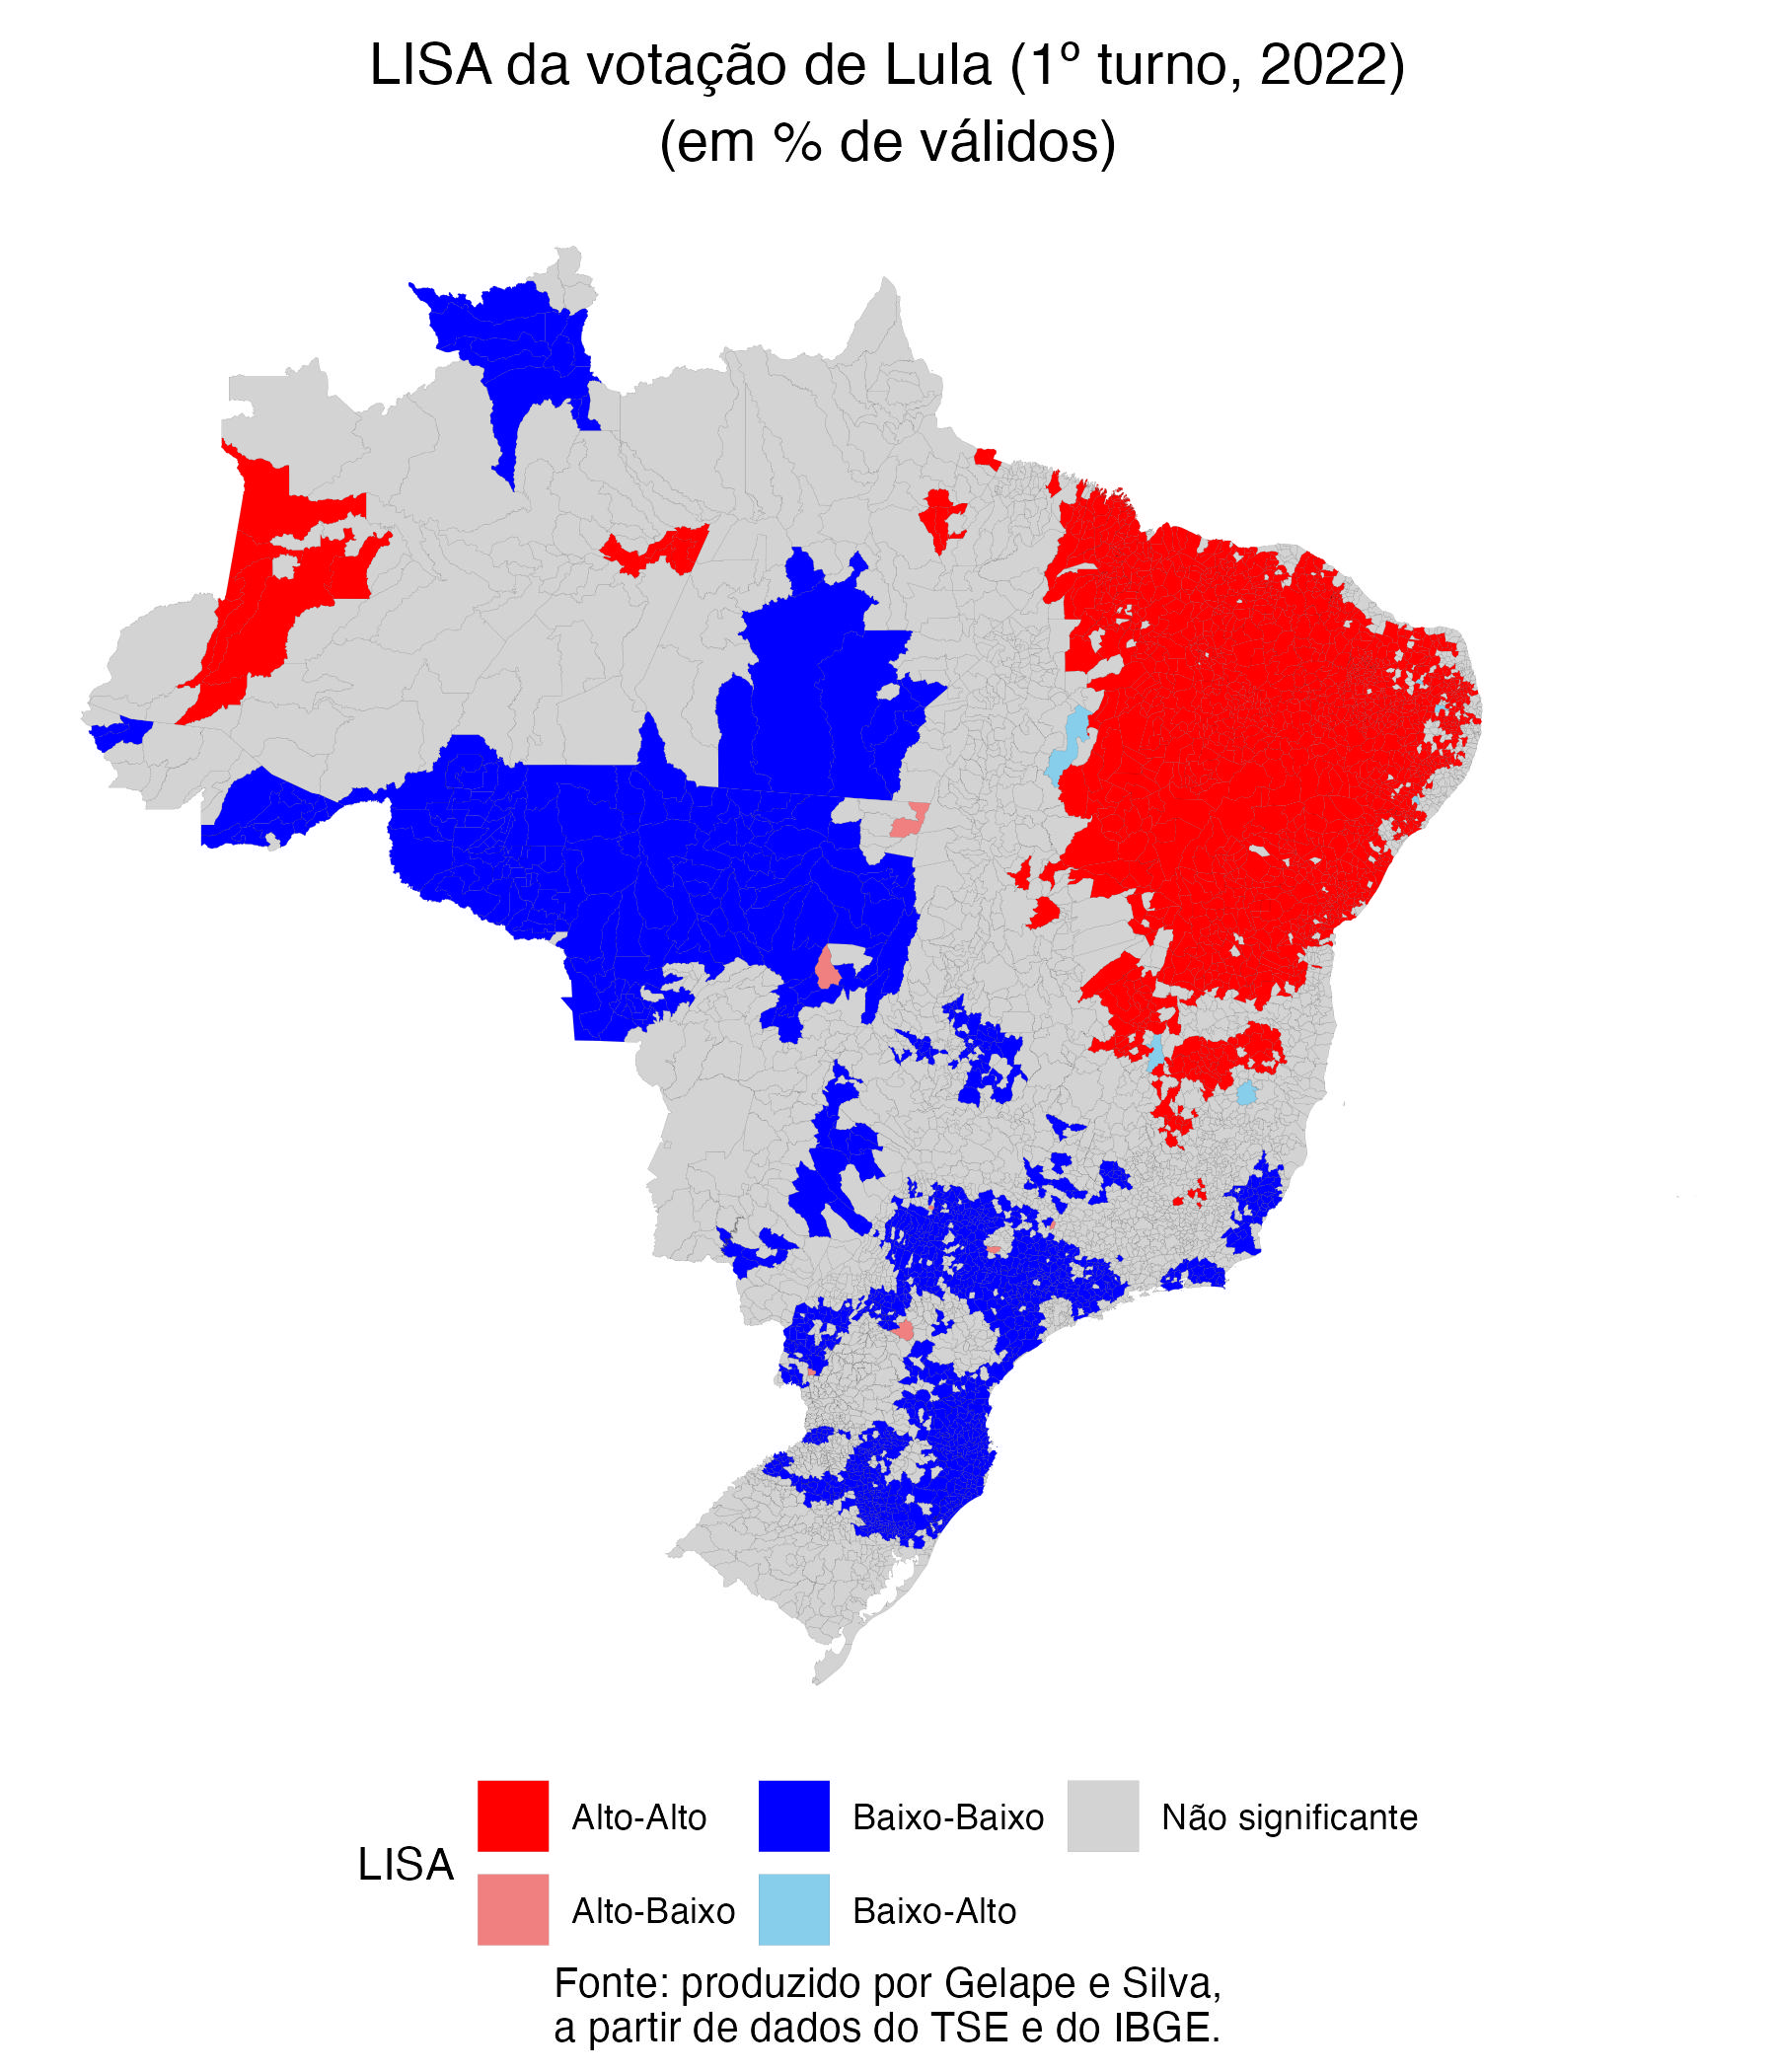 LISA da votação de Lula (1º turno, 2022)
(em % de válidos)
LISA
Alto-Alto
Baixo-Baixo
Não significante
Alto-Baixo
Baixo-Alto
Fonte: produzido por Gelape e Silva,
a partir de dados do TSE e do IBGE.